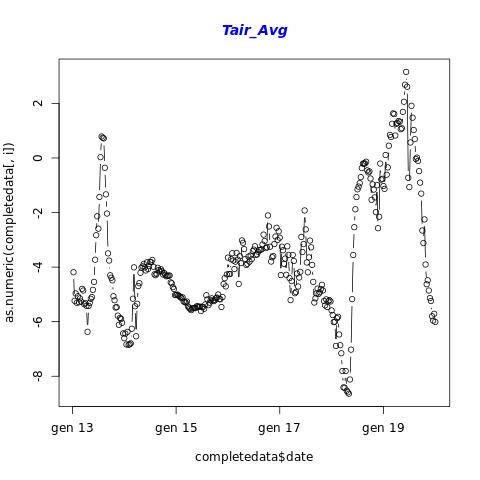 Tair_Avg
as.numeric(completedata[, i])
2
0
-2
-4
-6
-8
gen 13 gen 15 gen 17 gen 19
completedata$date